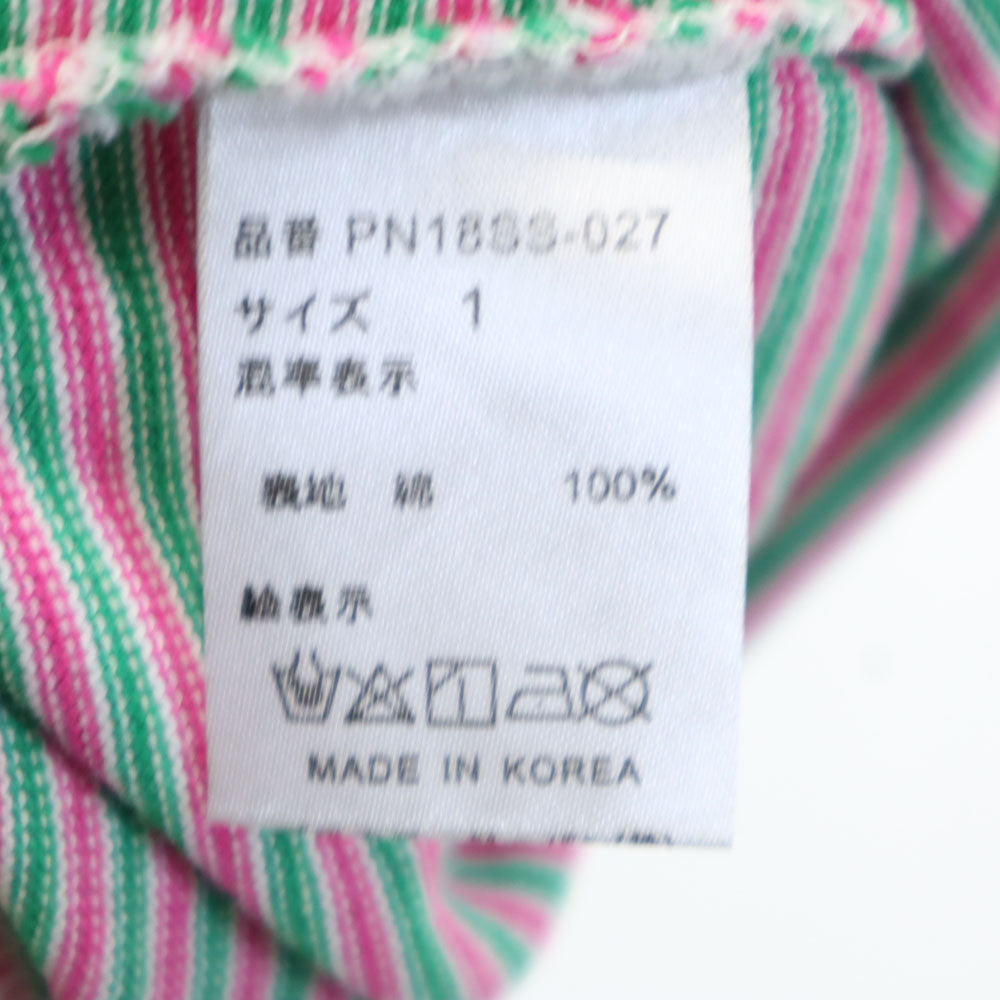 品番 PN18SS-027
サイズ 1
混率表示
表地 綿 100%
絵表示
MADE IN KOREA